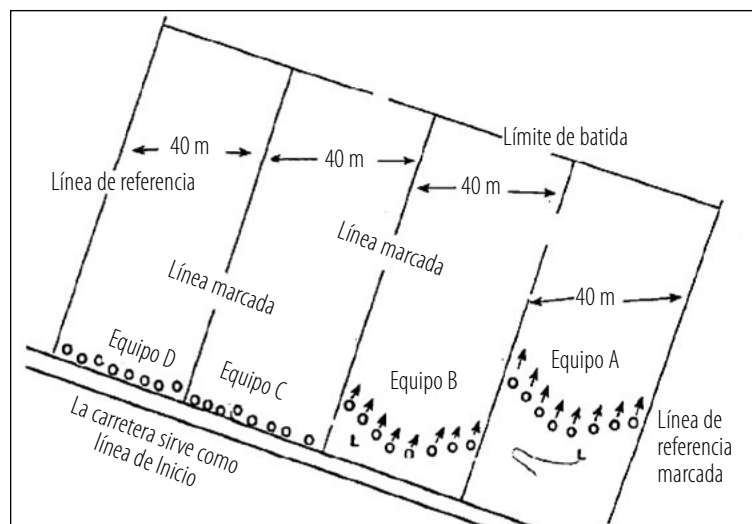 Límite de batida
40 m
40 m
40 m
Línea de referencia
Línea marcada
Línea marcada
40 m
Equipo D
Equipo C
Equipo B
Equipo A
La carretera sirve como
línea de Inicio
Línea de
referencia
marcada
L
L